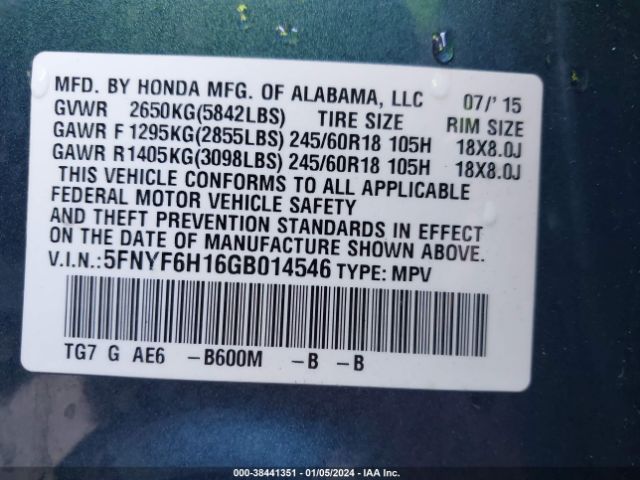 MFD. BY HONDA MFG. OF ALABAMA, LLC 07/' 15
GVWR 2650KG(5842LBS) TIRE SIZE RIM SIZE
GAWR F 1295KG(2855LBS) 245/60R18 105H 18X8.0J
GAWR R1405KG(3098LBS) 245/60R18 105H 18X8.0J
THIS VEHICLE CONFORMS TO ALL APPLICABLE
FEDERAL MOTOR VEHICLE SAFETY
AND THEFT PREVENTION STANDARDS IN EFFECT
ON THE DATE OF MANUFACTURE SHOWN ABOVE.
V.I.N.:5FNYF6H16GB014546 TYPE: MPV
TG7 G AE6 –B600M –B –B
000-38441351 - 01/05/2024 - IAA Inc.